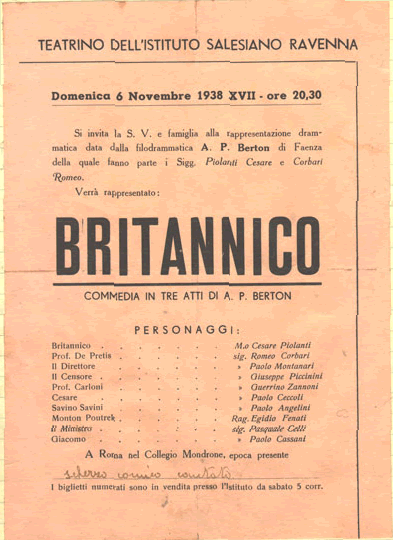 TEATRINO DELL'ISTITUTO SALESIANO RAVENNA
Domenica 6 Novembre 1938 XVII - ore 20,30
Si invita la S. V. e famiglia alla rappresentazione dram-
matica data dalla filodrammatica A. P. Berton di Faenza
della quale fanno parte i Sigg. Piolanti Cesare e Corbari
Romeo.
Verrà rappresentato:
BRITANNICO
COMMEDIA IN TRE ATTI DI A. P. BERTON
PERSONAGGI:
Britannico . . . . . . M.o Cesare Piolanti
Prof. De Pretis . . . . . . sig. Romeo Corbari
Il Direttore . . . . . . » Paolo Montanari
Il Censore . . . . . . » Giuseppe Piccinini
Prof. Carloni . . . . . . » Guerrino Zannoni
Cesare . . . . . . » Paolo Ceccoli
Savino Savini . . . . . . » Paolo Angelini
Monton Pontrek . . . . . . Rag. Egidio Fenati
Il Ministro . . . . . . sig. Pasquale Celli
Giacomo . . . . . . » Paolo Cassani
A Roma nel Collegio Mondrone, epoca presente
scherzo comico
I biglietti numerati sono in vendita presso l'Istituto da sabato 5 corr.